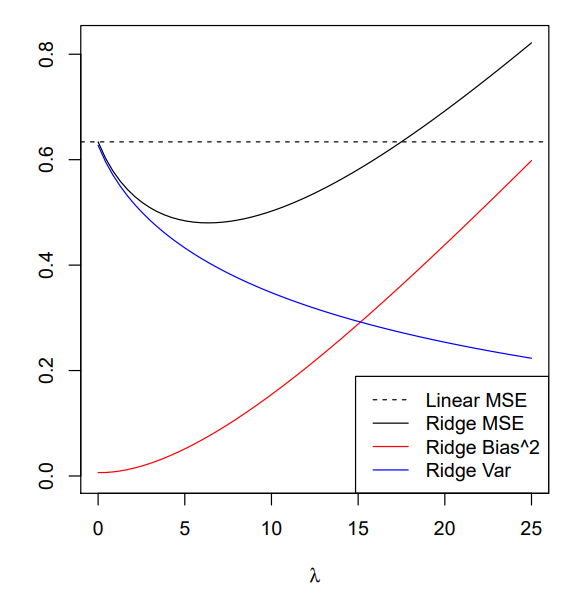 0.8
0.6
0.4
0.2
0.0
Linear MSE
Ridge MSE
Ridge Bias^2
Ridge Var
0 5 10 15 20 25
λ